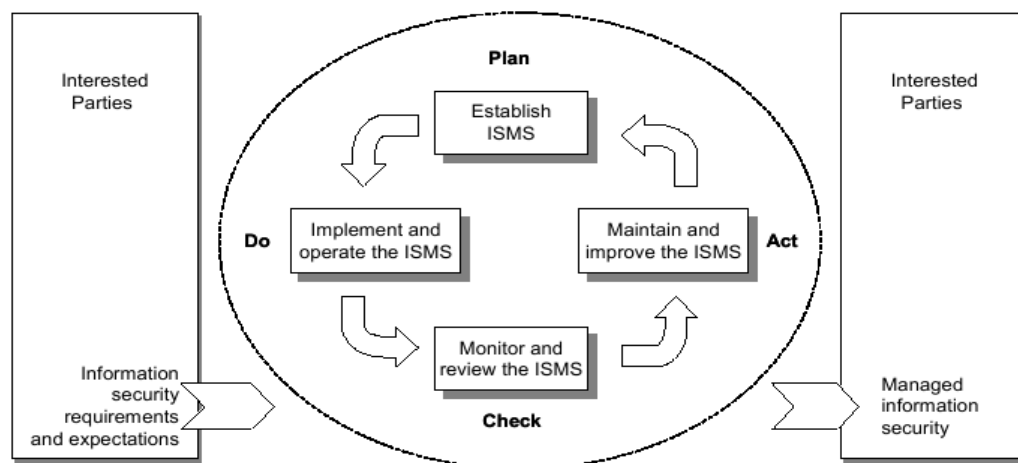 Interested
Parties
Plan
Interested
Parties
Establish
ISMS
Do
Implement and
operate the ISMS
Maintain and
improve the ISMS
Act
Monitor and
review the ISMS
Check
Information
security
requirements
and expectations
Managed
information
security